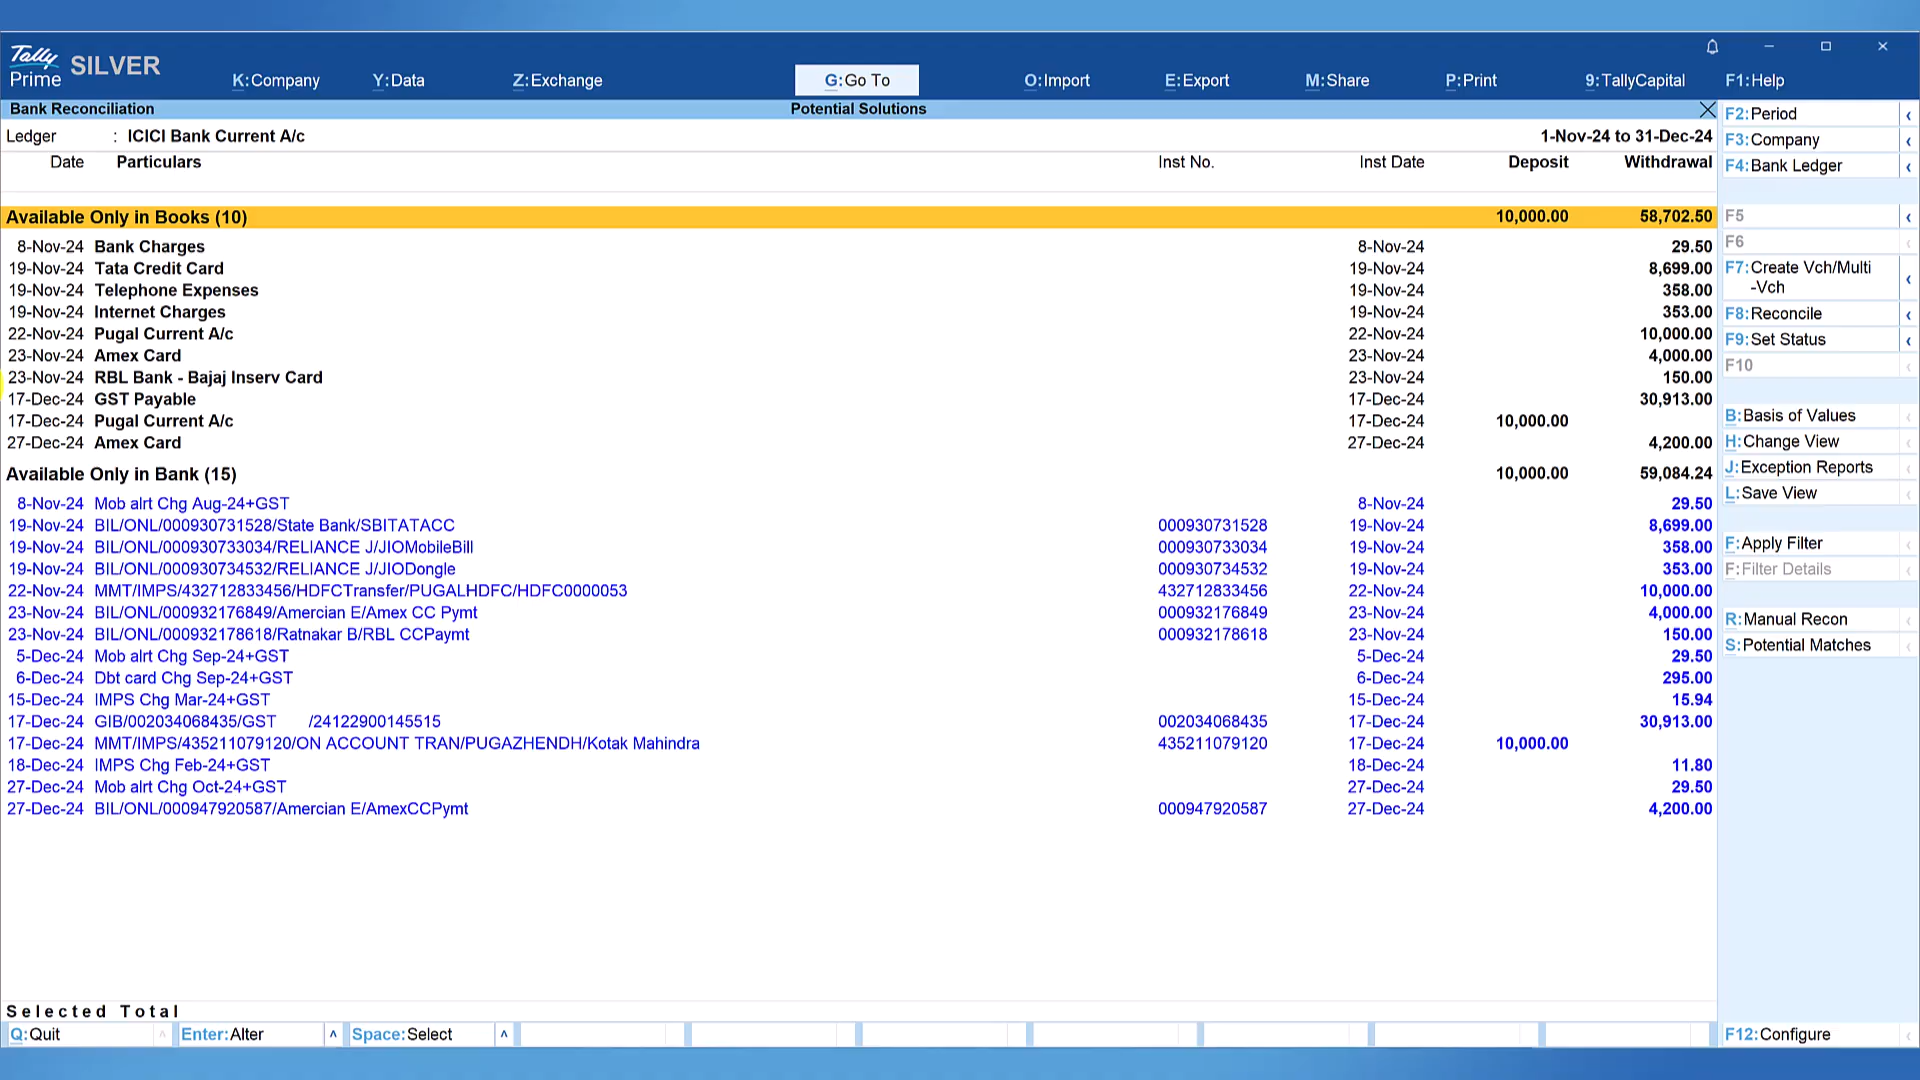 Tally
Prime SILVER
K:Company Y:Data Z:Exchange G:Go To O:Import E:Export M:Share P:Print 9:TallyCapital F1:Help
Bank Reconciliation Potential Solutions
Ledger : ICICI Bank Current A/c 1-Nov-24 to 31-Dec-24
Date Particulars Inst No. Inst Date Deposit Withdrawal
Available Only in Books (10) 10,000.00 58,702.50
8-Nov-24 Bank Charges 8-Nov-24 29.50
19-Nov-24 Tata Credit Card 19-Nov-24 8,699.00
19-Nov-24 Telephone Expenses 19-Nov-24 358.00
19-Nov-24 Internet Charges 19-Nov-24 353.00
22-Nov-24 Pugal Current A/c 22-Nov-24 10,000.00
23-Nov-24 Amex Card 23-Nov-24 4,000.00
23-Nov-24 RBL Bank - Bajaj Inserv Card 23-Nov-24 150.00
17-Dec-24 GST Payable 17-Dec-24 30,913.00
17-Dec-24 Pugal Current A/c 17-Dec-24 10,000.00
27-Dec-24 Amex Card 27-Dec-24 4,200.00
Available Only in Bank (15) 10,000.00 59,084.24
8-Nov-24 Mob alrt Chg Aug-24+GST 8-Nov-24 29.50
19-Nov-24 BIL/ONL/000930731528/State Bank/SBITATACC 000930731528 19-Nov-24 8,699.00
19-Nov-24 BIL/ONL/000930733034/RELIANCE J/JIOMobileBill 000930733034 19-Nov-24 358.00
19-Nov-24 BIL/ONL/000930734532/RELIANCE J/JIODongle 000930734532 19-Nov-24 353.00
22-Nov-24 MMT/IMPS/432712833456/HDFCTransfer/PUGALHDFC/HDFC0000053 432712833456 22-Nov-24 10,000.00
23-Nov-24 BIL/ONL/000932176849/Amercian E/Amex CC Pymt 000932176849 23-Nov-24 4,000.00
23-Nov-24 BIL/ONL/000932178618/Ratnakar B/RBL CCPaymt 000932178618 23-Nov-24 150.00
5-Dec-24 Mob alrt Chg Sep-24+GST 5-Dec-24 29.50
6-Dec-24 Dbt card Chg Sep-24+GST 6-Dec-24 295.00
15-Dec-24 IMPS Chg Mar-24+GST 15-Dec-24 15.94
17-Dec-24 GIB/002034068435/GST /24122900145515 002034068435 17-Dec-24 30,913.00
17-Dec-24 MMT/IMPS/435211079120/ON ACCOUNT TRAN/PUGAZHENDH/Kotak Mahindra 435211079120 17-Dec-24 10,000.00
18-Dec-24 IMPS Chg Feb-24+GST 18-Dec-24 11.80
27-Dec-24 Mob alrt Chg Oct-24+GST 27-Dec-24 29.50
27-Dec-24 BIL/ONL/000947920587/Amercian E/AmexCCPymt 000947920587 27-Dec-24 4,200.00
Selected Total
Q:Quit Enter:Alter Space:Select
F2:Period
F3:Company
F4:Bank Ledger
F5
F6
F7:Create Vch/Multi
-Vch
F8:Reconcile
F9:Set Status
F10
B:Basis of Values
H:Change View
J:Exception Reports
L:Save View
F:Apply Filter
F:Filter Details
R:Manual Recon
S:Potential Matches
F12:Configure